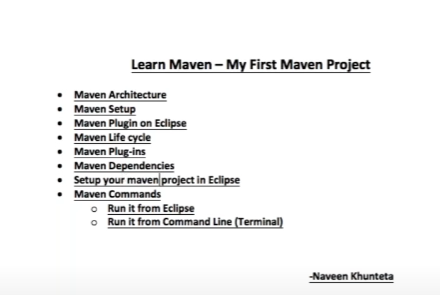 Learn Maven – My First Maven Project
• Maven Architecture
• Maven Setup
• Maven Plugin on Eclipse
• Maven Life cycle
• Maven Plug-ins
• Maven Dependencies
• Setup your maven project in Eclipse
• Maven Commands
o Run it from Eclipse
o Run it from Command Line (Terminal)
-Naveen Khunteta